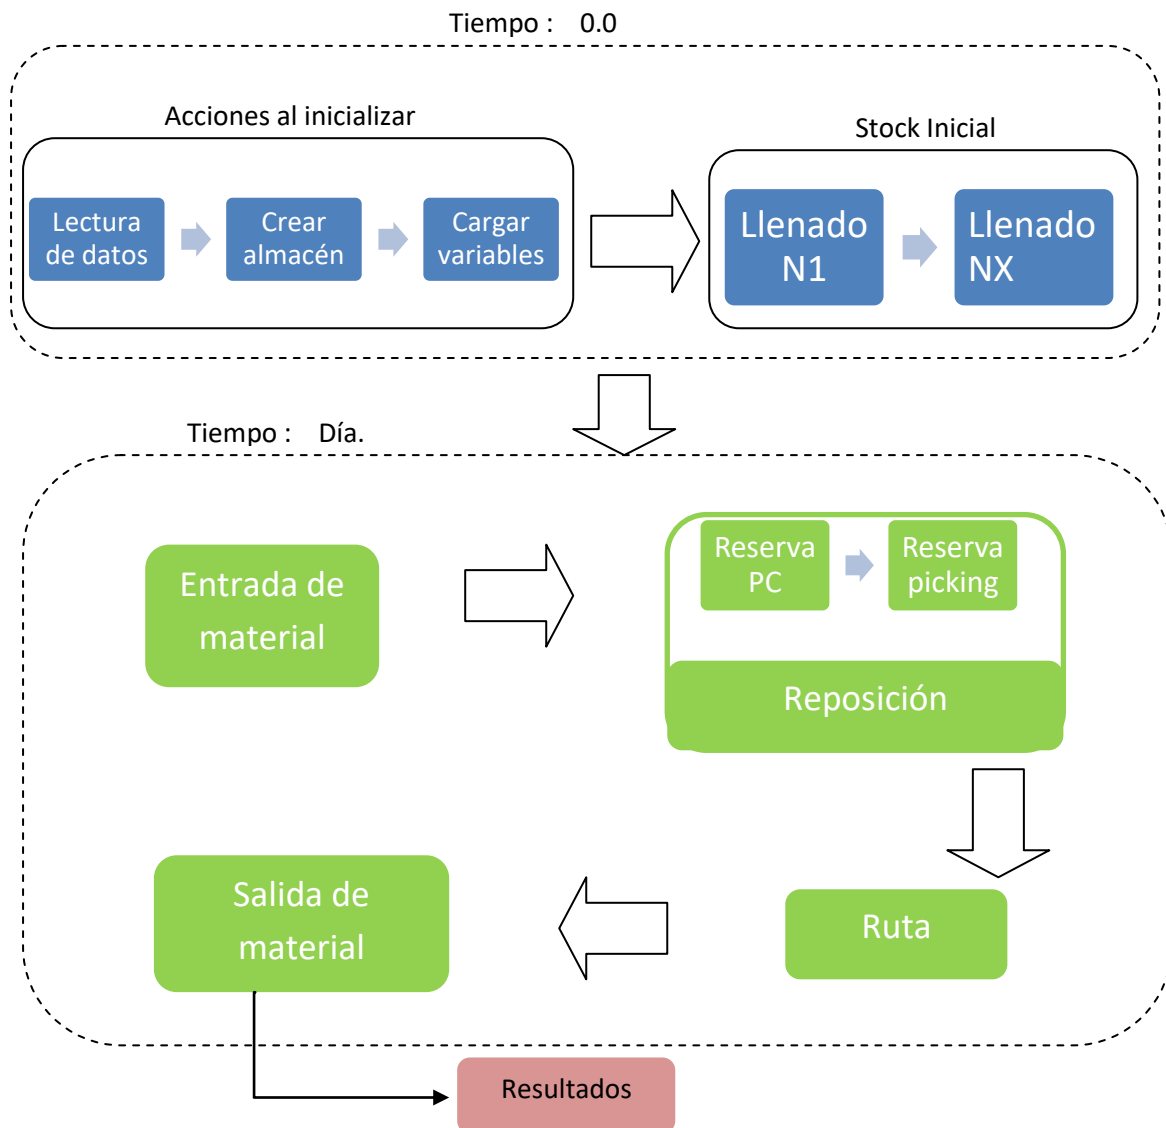 Tiempo :   0.0
Acciones al inicializar
Stock Inicial
Lectura
de datos
Crear
almacén
Cargar
variables
Llenado
N1
Llenado
NX
Tiempo :   Día.
Entrada de
material
Reserva
PC
Reserva
picking
Reposición
Ruta
Salida de
material
Resultados